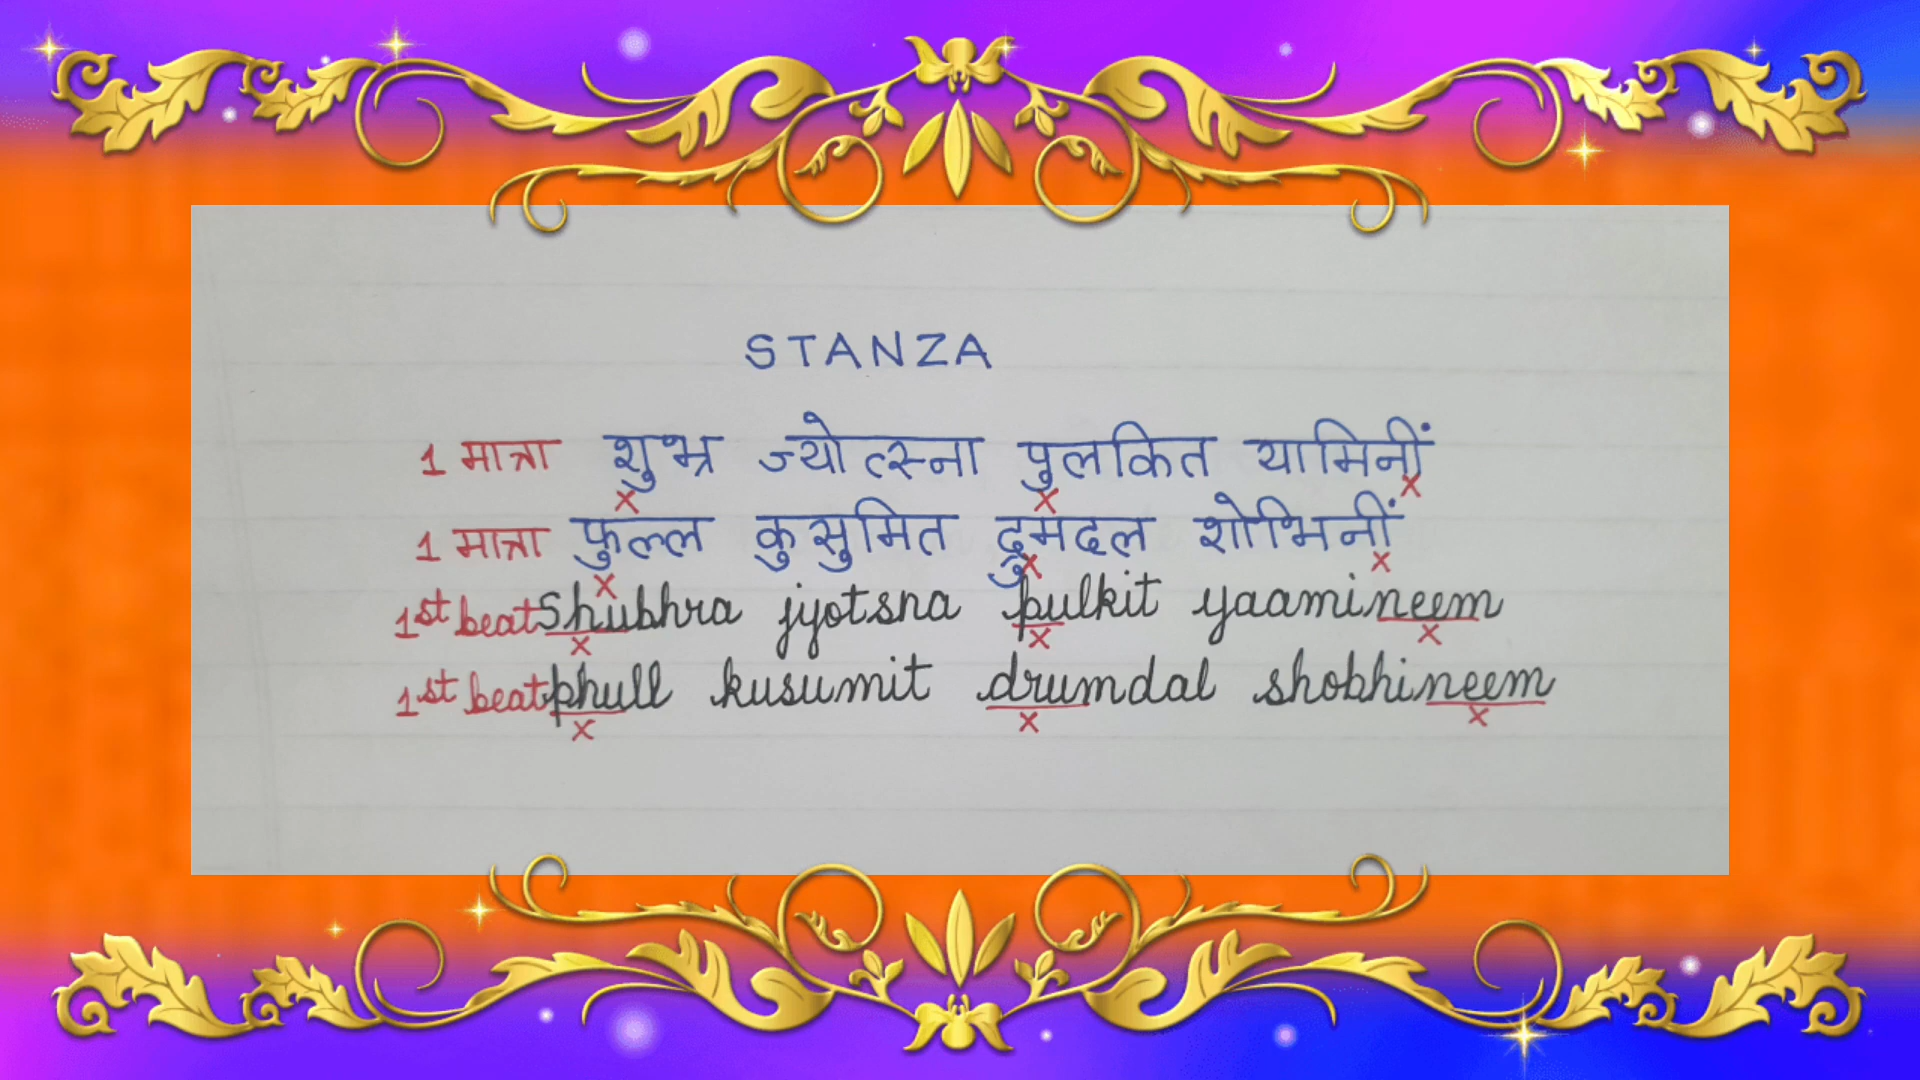 STANZA
1 मात्रा शुभ्र ज्योत्स्ना पुलकित यामिनीं
x x x
1 मात्रा फुल्ल कुसुमित द्रुमदल शोभिनीं
x x x
1st beat Shubhra jyotsna pulkit yaamineem
x x x
1st beat phull kusumit drumdal shobhineem
x x x